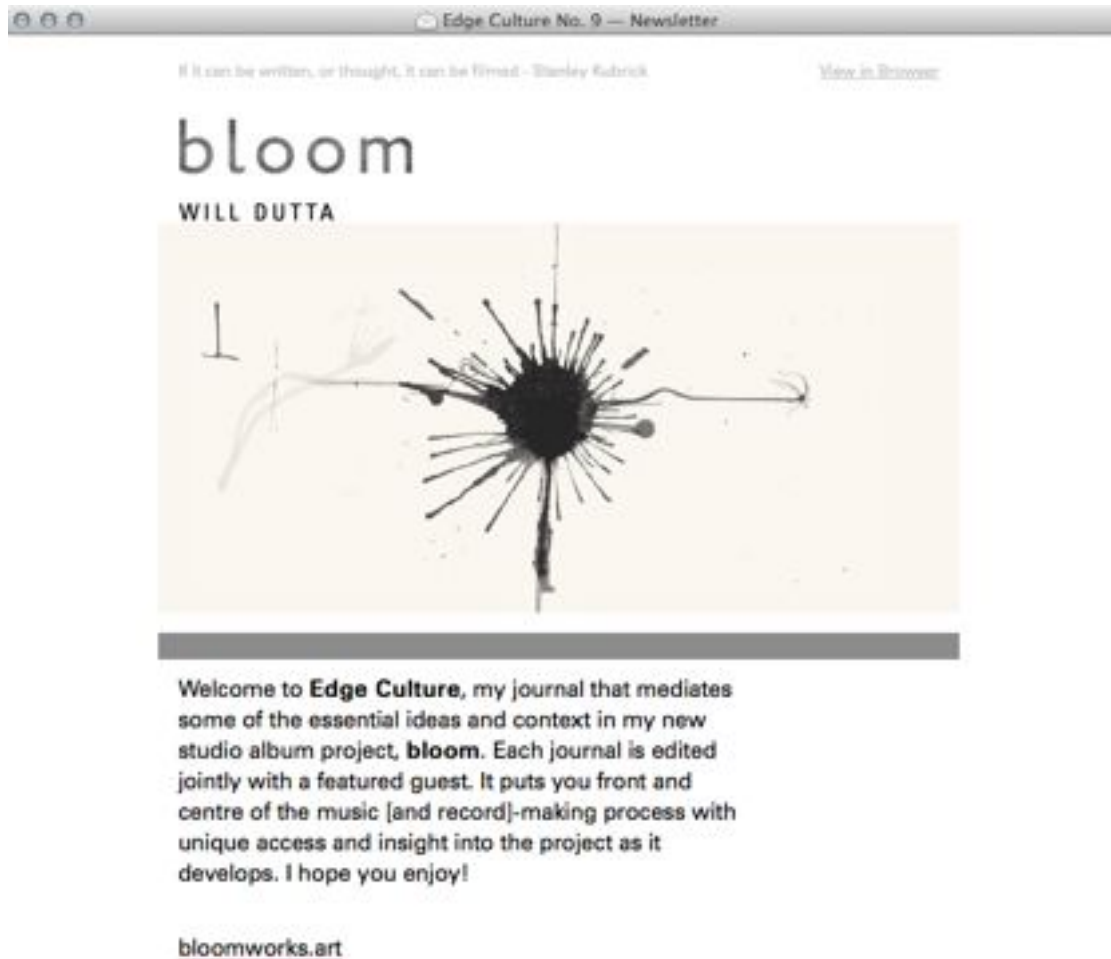 Edge Culture No. 9 — Newsletter
If it can be written, or thought, it can be filmed - Stanley Kubrick
View in Browser
bloom
WILL DUTTA
Welcome to Edge Culture, my journal that mediates
some of the essential ideas and context in my new
studio album project, bloom. Each journal is edited
jointly with a featured guest. It puts you front and
centre of the music [and record]-making process with
unique access and insight into the project as it
develops. I hope you enjoy!
bloomworks.art